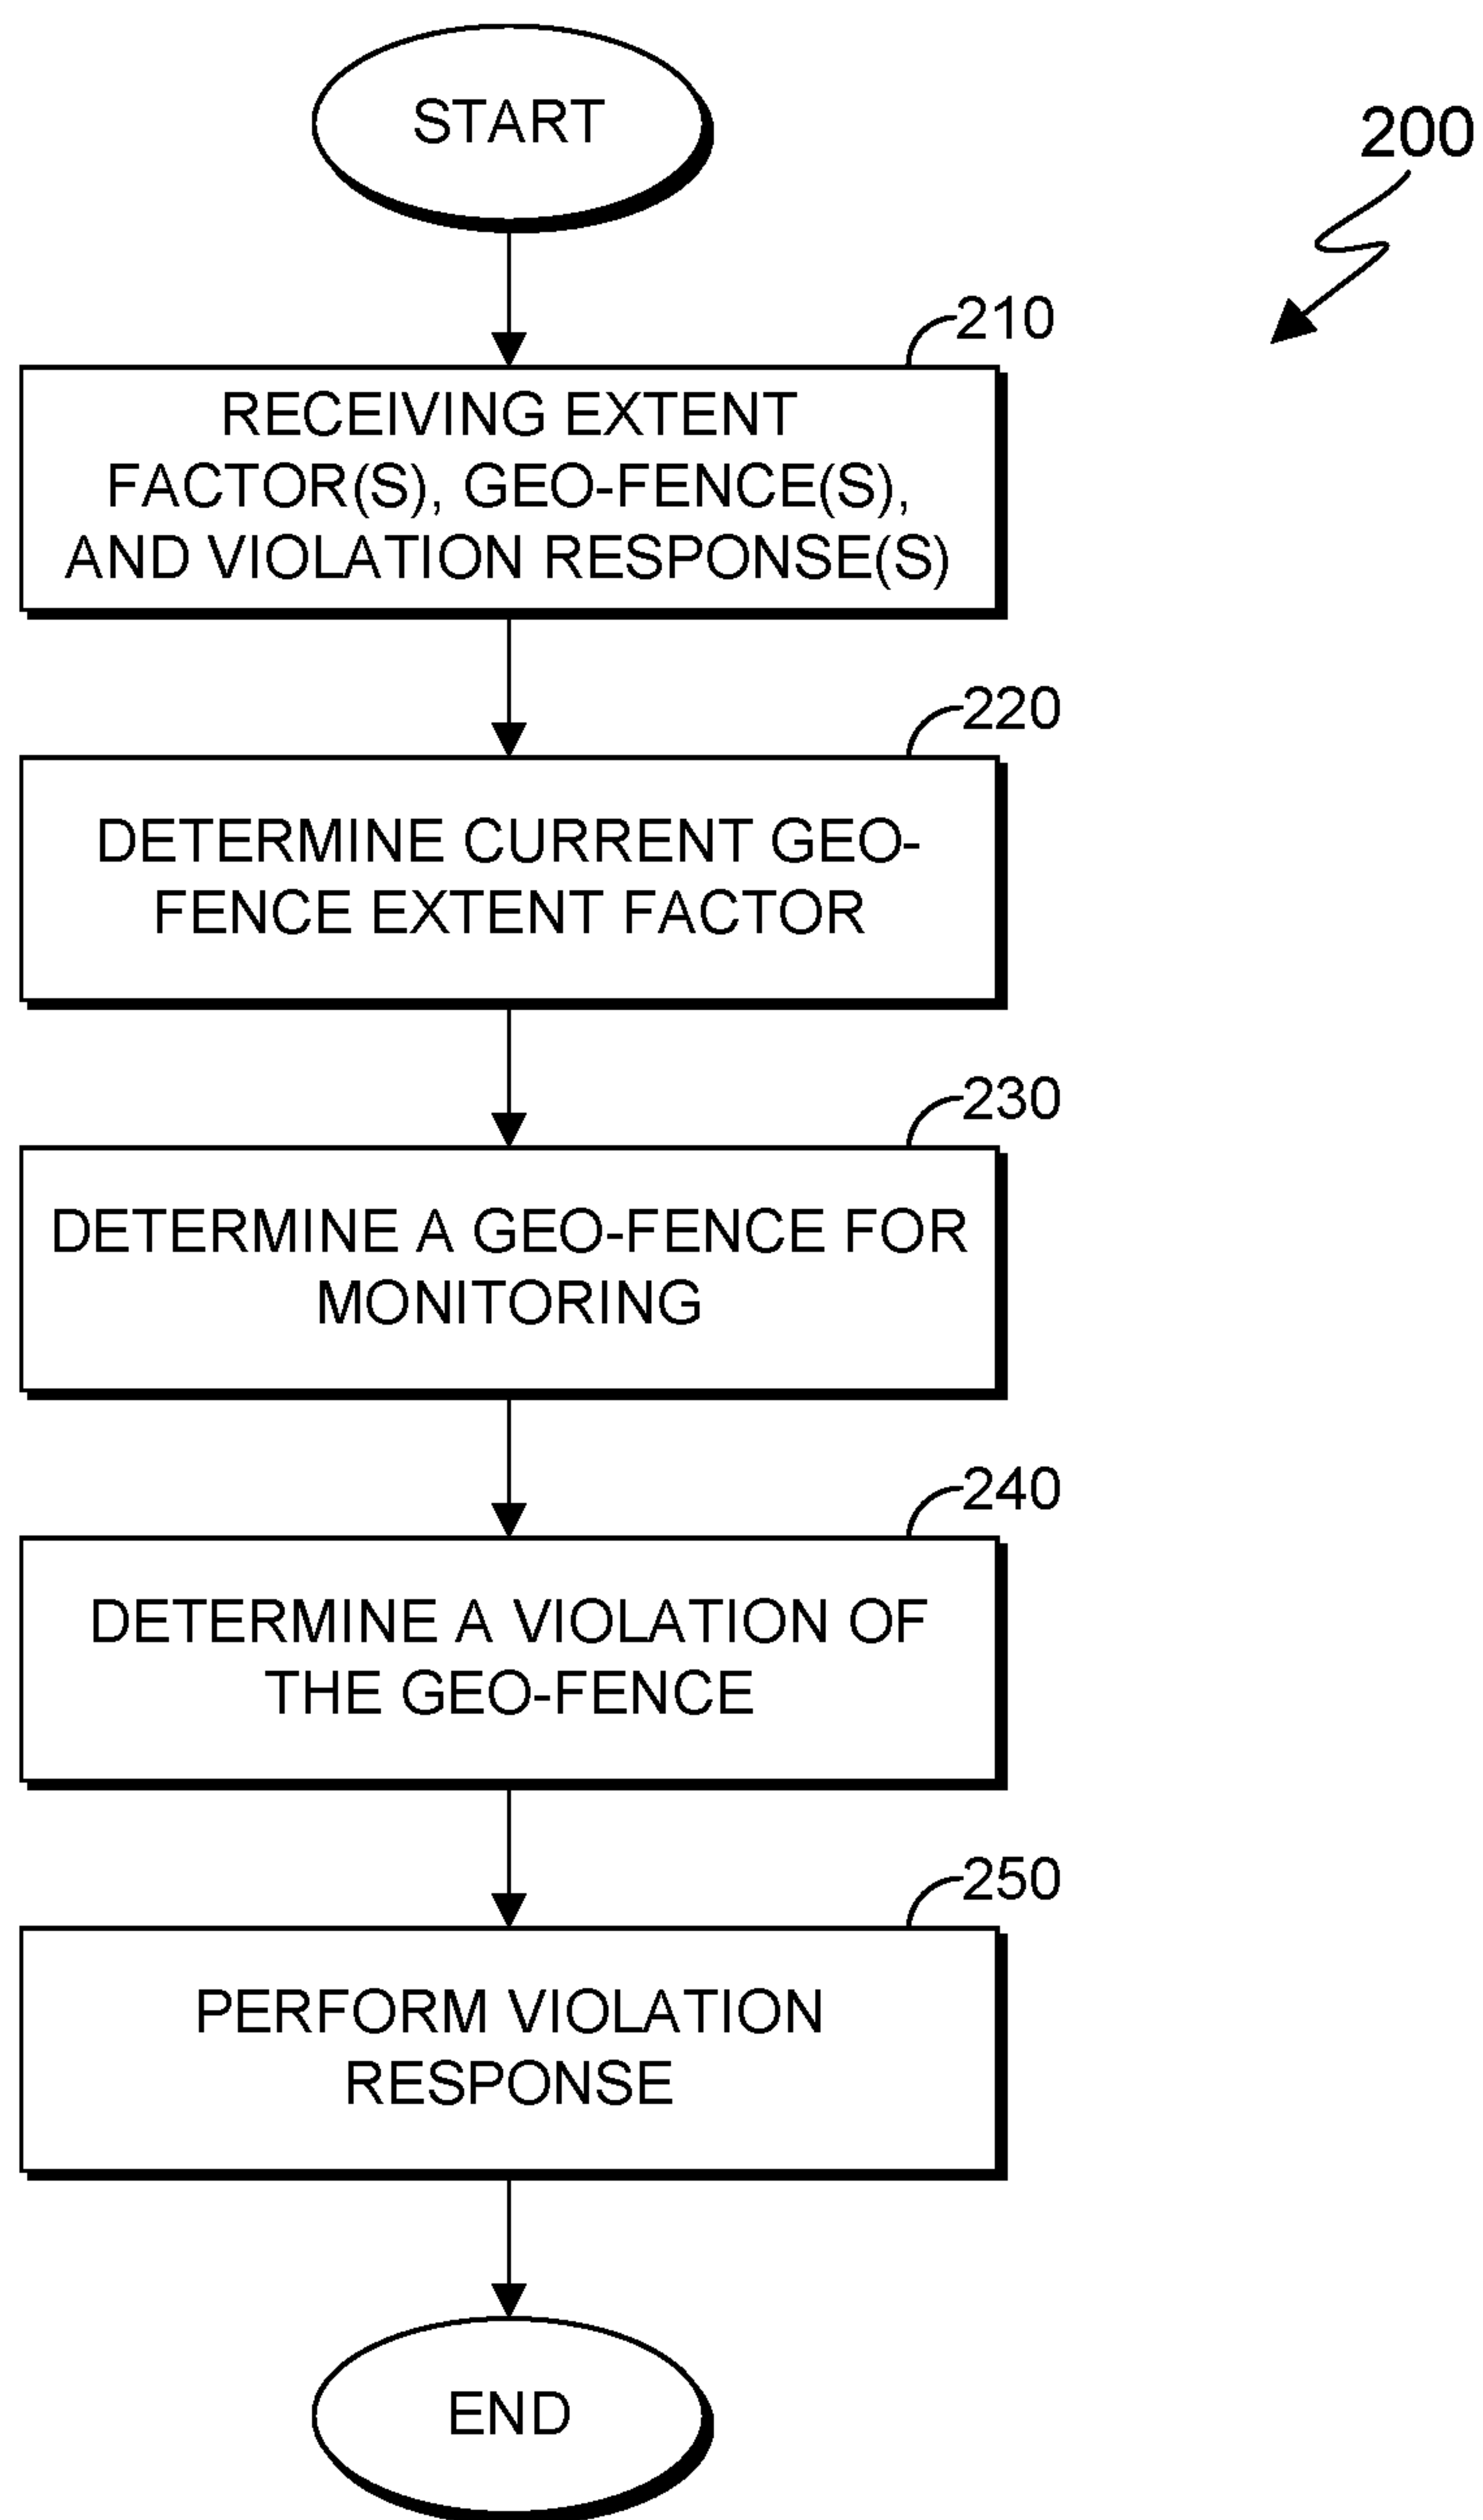 START
200
210
RECEIVING EXTENT
FACTOR(S), GEO-FENCE(S),
AND VIOLATION RESPONSE(S)
220
DETERMINE CURRENT GEO-
FENCE EXTENT FACTOR
230
DETERMINE A GEO-FENCE FOR
MONITORING
240
DETERMINE A VIOLATION OF
THE GEO-FENCE
250
PERFORM VIOLATION
RESPONSE
END